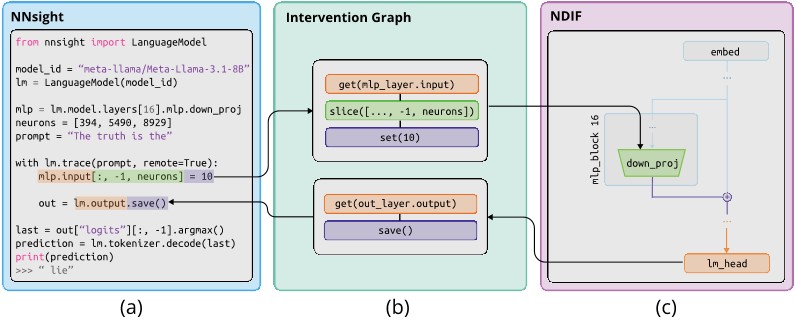 NNsight
from nnsight import LanguageModel
model_id = “meta-llama/Meta-Llama-3.1-8B”
lm = LanguageModel(model_id)
mlp = lm.model.layers[16].mlp.down_proj
neurons = [394, 5490, 8929]
prompt = “The truth is the”
with lm.trace(prompt, remote=True):
mlp.input[:, -1, neurons] = 10
out = lm.output.save()
last = out[“logits”][:, -1].argmax()
prediction = lm.tokenizer.decode(last)
print(prediction)
>>> “ lie”
(a)
Intervention Graph
get(mlp_layer.input)
slice([..., -1, neurons])
set(10)
get(out_layer.output)
save()
(b)
NDIF
embed
...
mlp_block 16
...
down_proj
...
lm_head
(c)